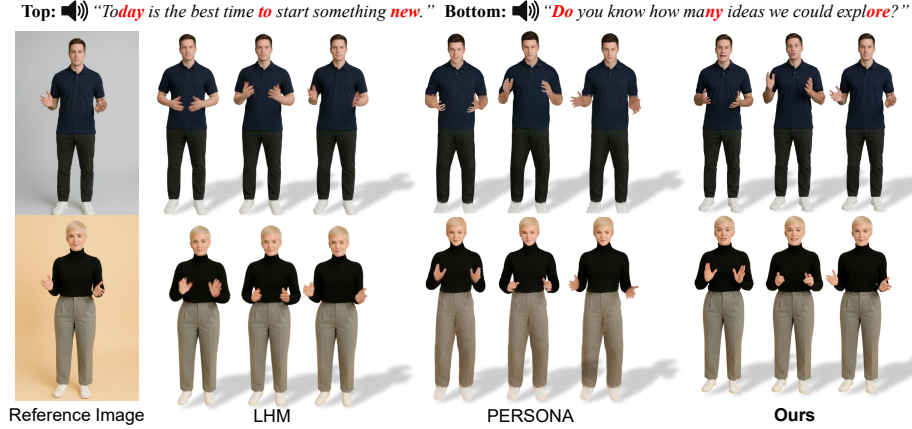 Top: “Today is the best time to start something new.” Bottom: “Do you know how many ideas we could explore?”
Reference Image LHM PERSONA Ours